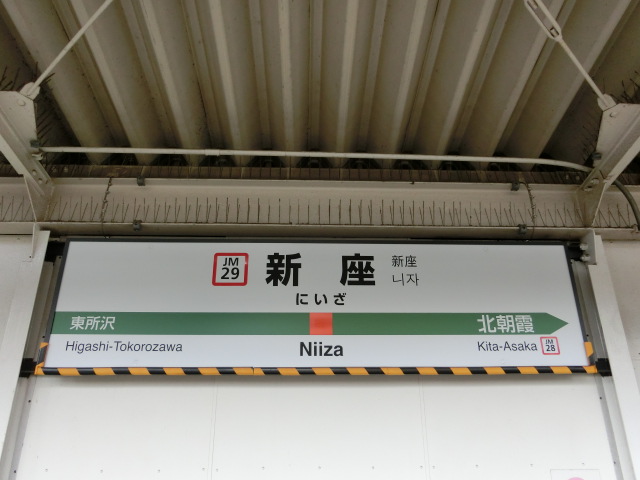 JM
29
新座
新座
니자
にいざ
東所沢
北朝霞
Higashi-Tokorozawa
Niiza
Kita-Asaka
JM
28